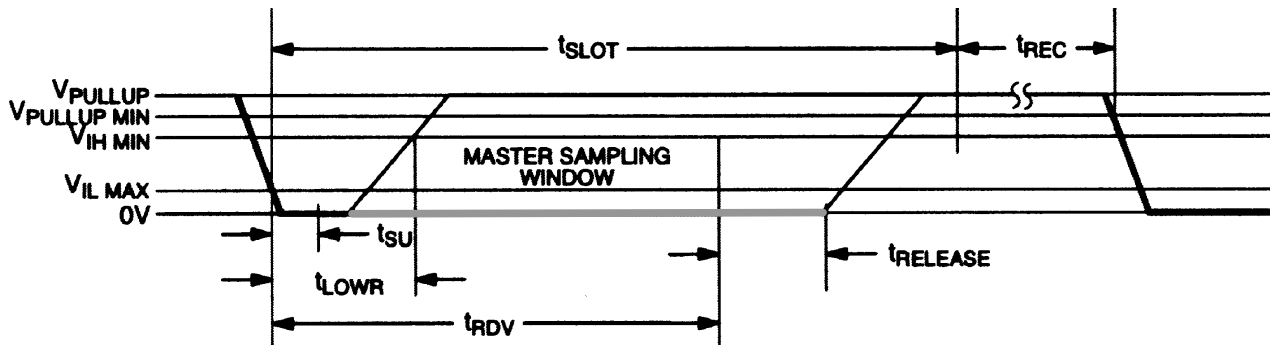 tSLOT
tREC
VPULLUP
VPULLUP MIN
VIH MIN
MASTER SAMPLING
WINDOW
VIL MAX
0V
tSU
tRELEASE
tLOWR
tRDV